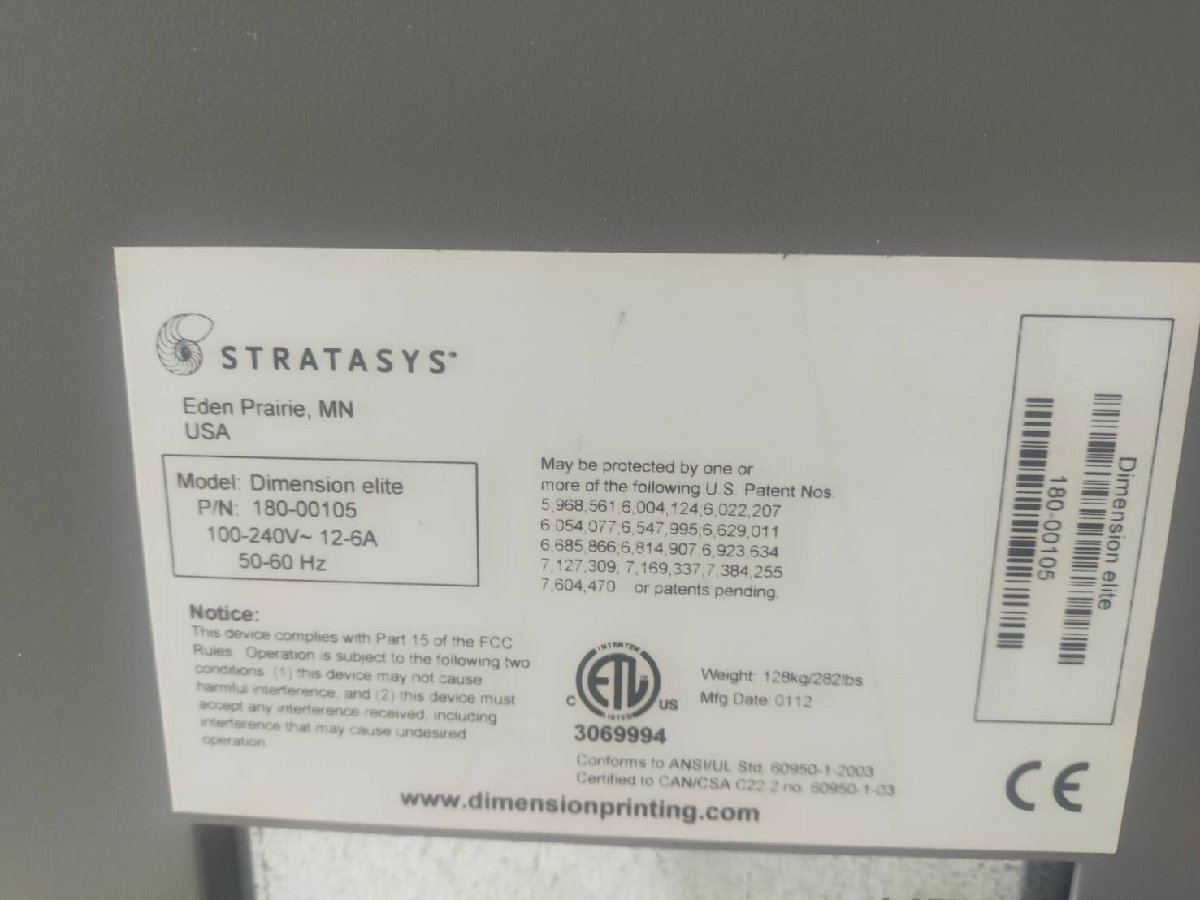 STRATASYS
Eden Prairie, MN
USA
Model: Dimension elite
P/N: 180-00105
100-240V~ 12-6A
50-60 Hz
May be protected by one or
more of the following U.S. Patent Nos.
5,968,561;6,004,124;6,022,207
6,054,077;6,547,995;6,629,011
6,685,866;6,814,907;6,923,634
7,127,309; 7,169,337;7,384,255
7,604,470 or patents pending.
Notice:
This device complies with Part 15 of the FCC
Rules. Operation is subject to the following two
conditions. (1) this device may not cause
harmful interference, and (2) this device must
accept any interference received, including
interference that may cause undesired
operation.
INTERTEK
ETL
LISTED
C US
3069994
Weight: 128kg/282lbs
Mfg Date: 0112
Conforms to ANSI/UL Std. 60950-1-2003
Certified to CAN/CSA C22.2 no. 60950-1-03
www.dimensionprinting.com
Dimension elite
180-00105
CE